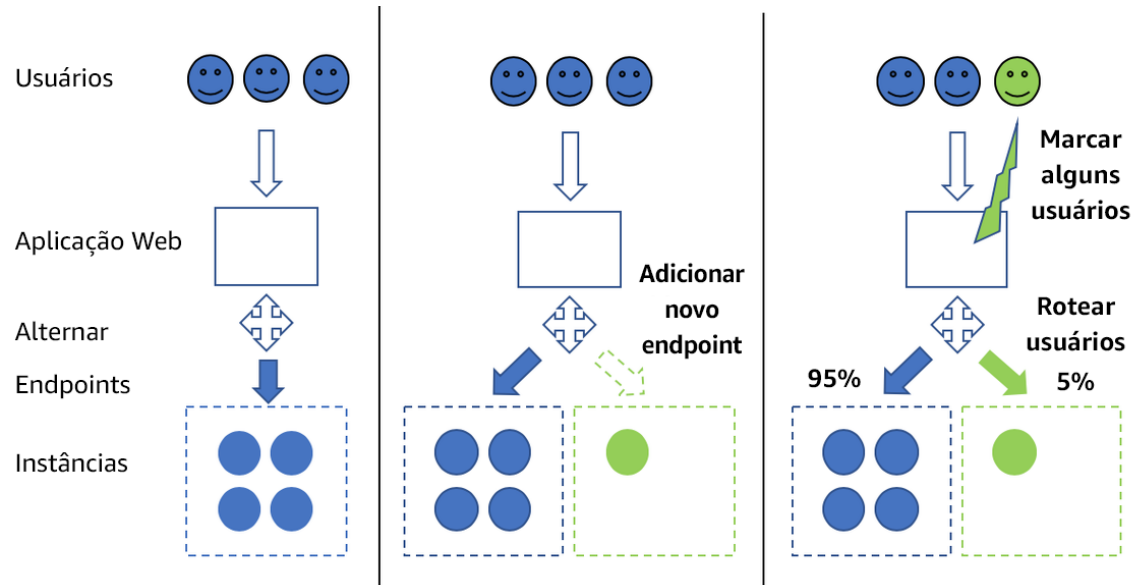 Usuários
Aplicação Web
Alternar
Endpoints
Instâncias
Adicionar
novo
endpoint
Marcar
alguns
usuários
Rotear
usuários
95%
5%